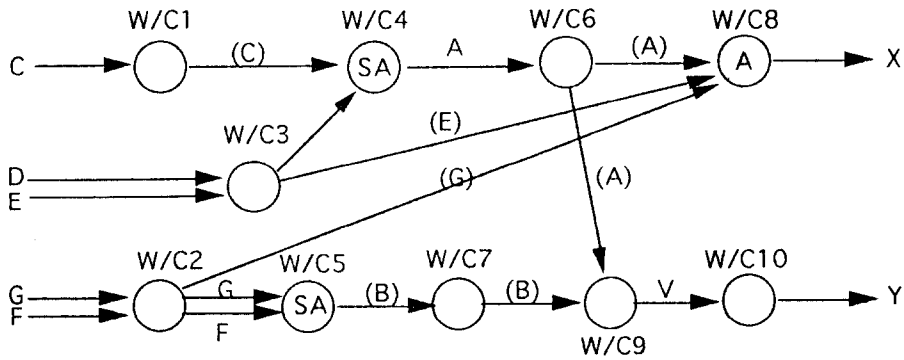 W/C1
W/C4
W/C6
W/C8
C
(C)
SA
A
(A)
A
X
W/C3
(E)
D
E
(G)
(A)
W/C2
W/C5
W/C7
W/C10
G
F
G
F
SA
(B)
(B)
V
Y
W/C9